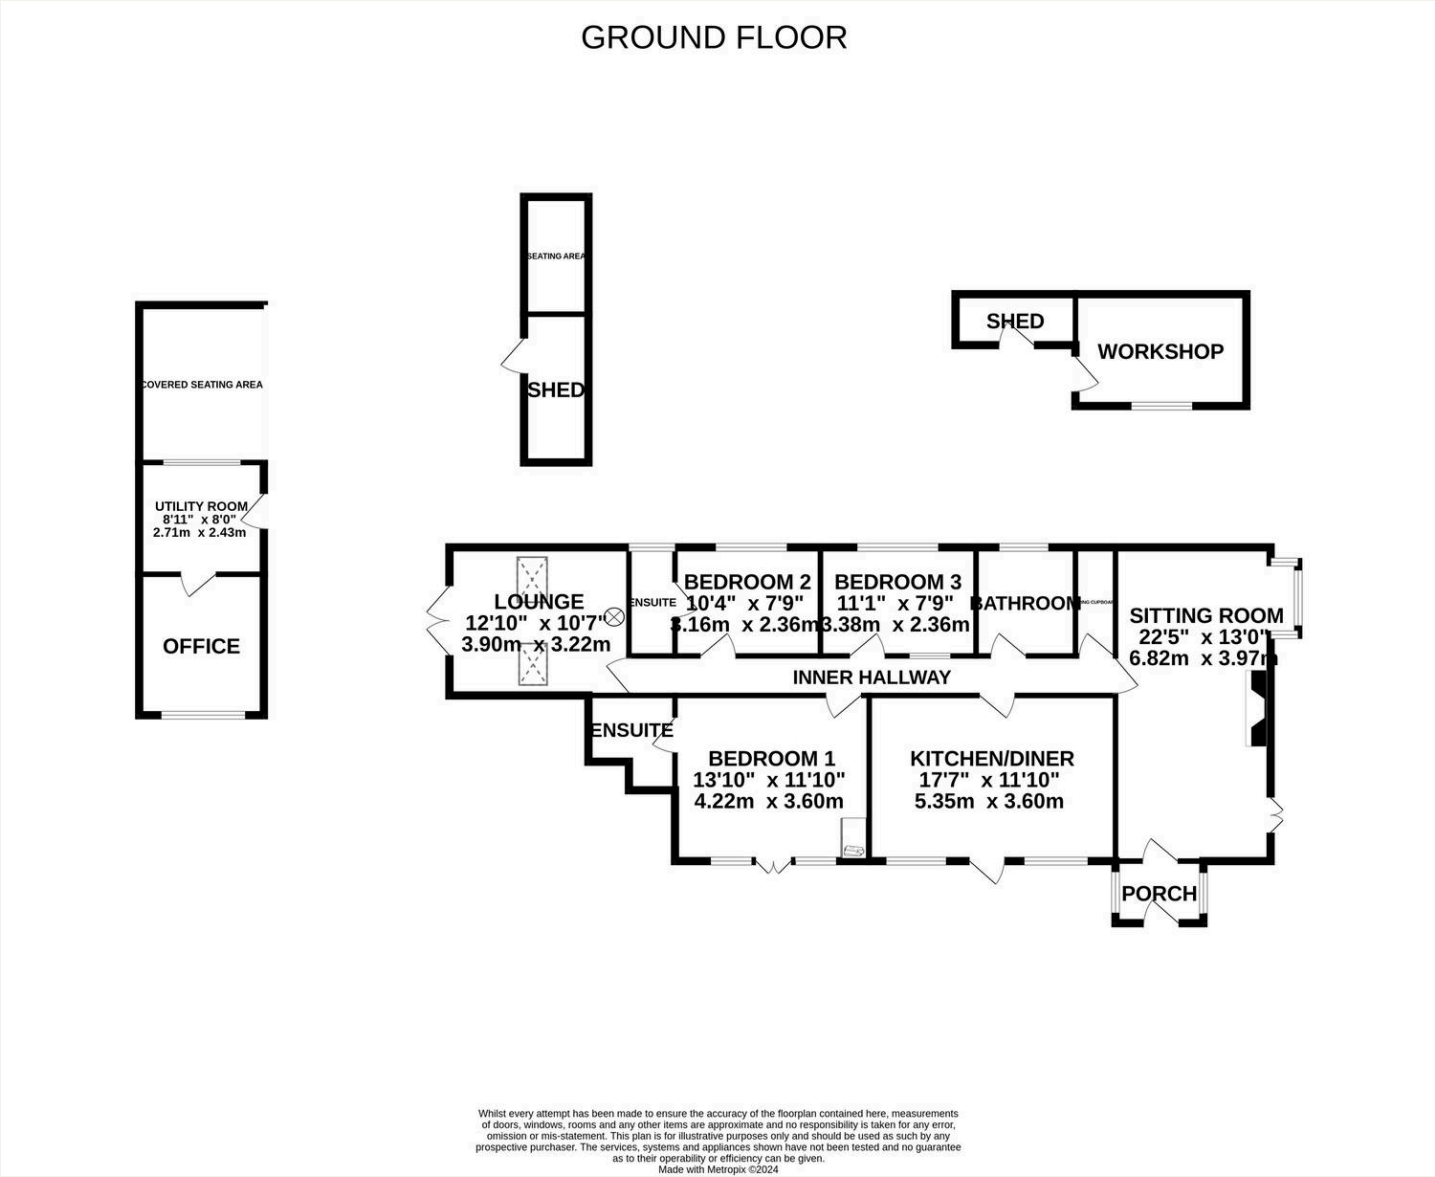 GROUND FLOOR
SEATING AREA
SHED
SHED
WORKSHOP
COVERED SEATING AREA
UTILITY ROOM
8'11" x 8'0"
2.71m x 2.43m
OFFICE
LOUNGE
12'10" x 10'7"
3.90m x 3.22m
ENSUITE
BEDROOM 2
10'4" x 7'9"
3.16m x 2.36m
BEDROOM 3
11'1" x 7'9"
3.38m x 2.36m
BATHROOM
CUPBOARD
SITTING ROOM
22'5" x 13'0"
6.82m x 3.97m
INNER HALLWAY
ENSUITE
BEDROOM 1
13'10" x 11'10"
4.22m x 3.60m
KITCHEN/DINER
17'7" x 11'10"
5.35m x 3.60m
PORCH
Whilst every attempt has been made to ensure the accuracy of the floorplan contained here, measurements
of doors, windows, rooms and any other items are approximate and no responsibility is taken for any error,
omission or mis-statement. This plan is for illustrative purposes only and should be used as such by any
prospective purchaser. The services, systems and appliances shown have not been tested and no guarantee
as to their operability or efficiency can be given.
Made with Metropix ©2024